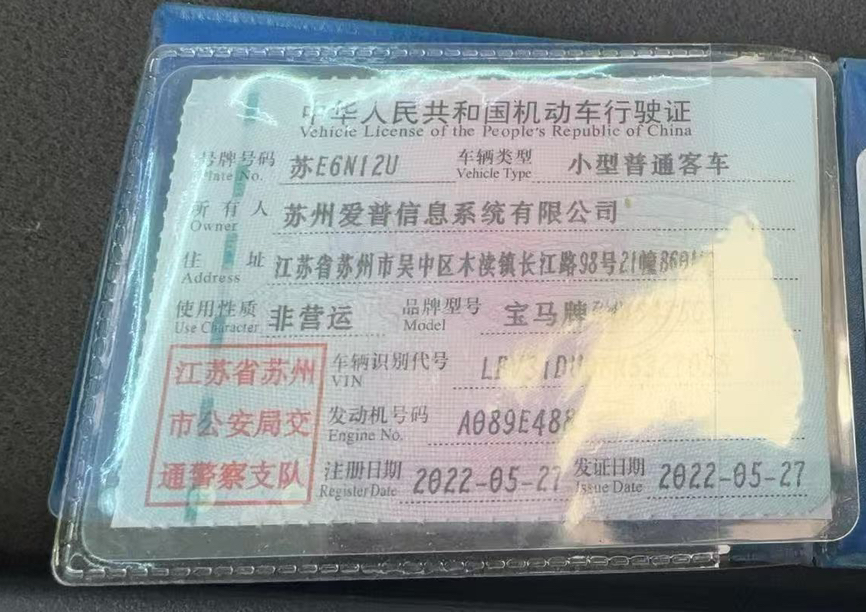 中华人民共和国机动车行驶证
Vehicle License of the People's Republic of China
号牌号码 苏E6N12U 车辆类型 小型普通客车
Plate No. Vehicle Type
所有人 苏州爱普信息系统有限公司
Owner
住址 江苏省苏州市吴中区木渎镇长江路98号21幢860
Address
使用性质 非营运 品牌型号 宝马牌
Use Character Model
江苏省苏州
市公安局交
通警察支队
车辆识别代号
VIN
发动机号码 A089E488
Engine No.
注册日期 2022-05-27 发证日期 2022-05-27
Register Date Issue Date